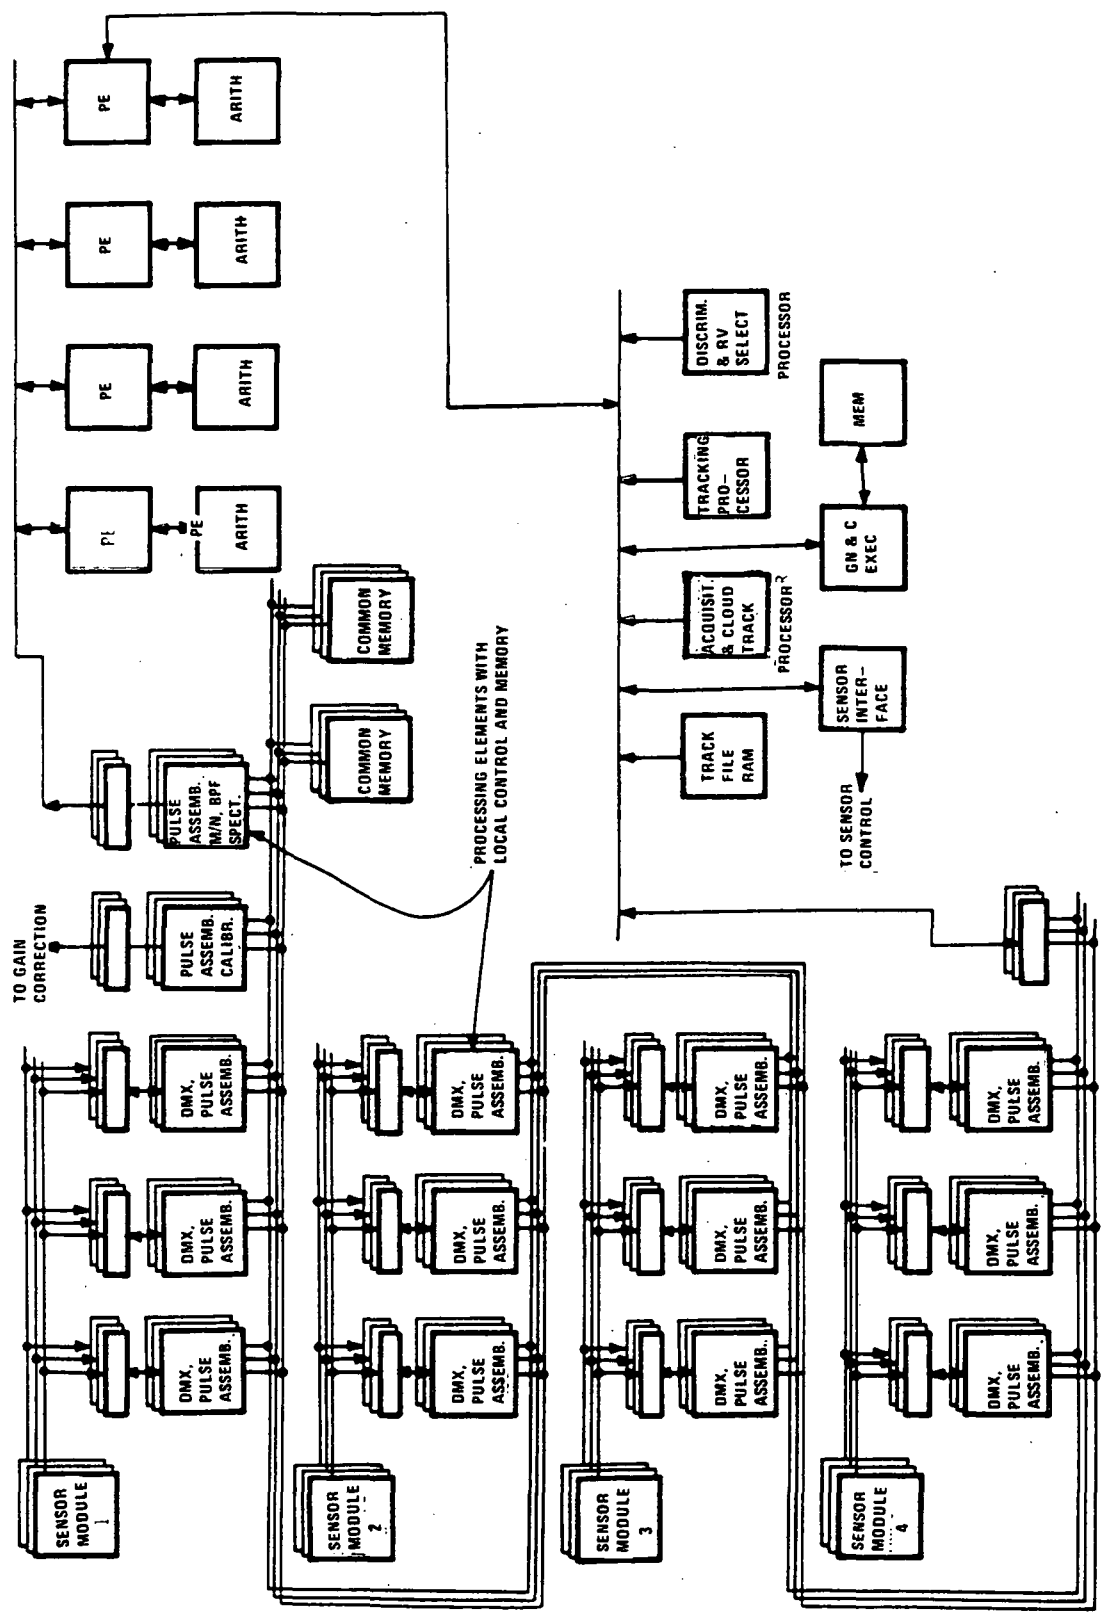 SENSOR
MODULE
1
DMX,
PULSE
ASSEMB.
DMX,
PULSE
ASSEMB.
DMX,
PULSE
ASSEMB.
TO GAIN
CORRECTION
PULSE
ASSEMB.
CALIBR.
PULSE
ASSEMB.
M/N, BPF
SPECT.
COMMON
MEMORY
COMMON
MEMORY
PE
PE
ARITH
PE
ARITH
PE
ARITH
PE
ARITH
SENSOR
MODULE
2
DMX,
PULSE
ASSEMB.
DMX,
PULSE
ASSEMB.
DMX,
PULSE
ASSEMB.
PROCESSING ELEMENTS WITH
LOCAL CONTROL AND MEMORY
SENSOR
MODULE
3
DMX,
PULSE
ASSEMB.
DMX,
PULSE
ASSEMB.
DMX,
PULSE
ASSEMB.
TRACK
FILE
RAM
ACQUISIT.
& CLOUD
TRACK
PROCESSOR
TRACKING
PRO-
CESSOR
DISCRIM.
& RV
SELECT
PROCESSOR
TO SENSOR
CONTROL
SENSOR
INTER-
FACE
GN & C
EXEC
MEM
SENSOR
MODULE
4
DMX,
PULSE
ASSEMB.
DMX,
PULSE
ASSEMB.
DMX,
PULSE
ASSEMB.